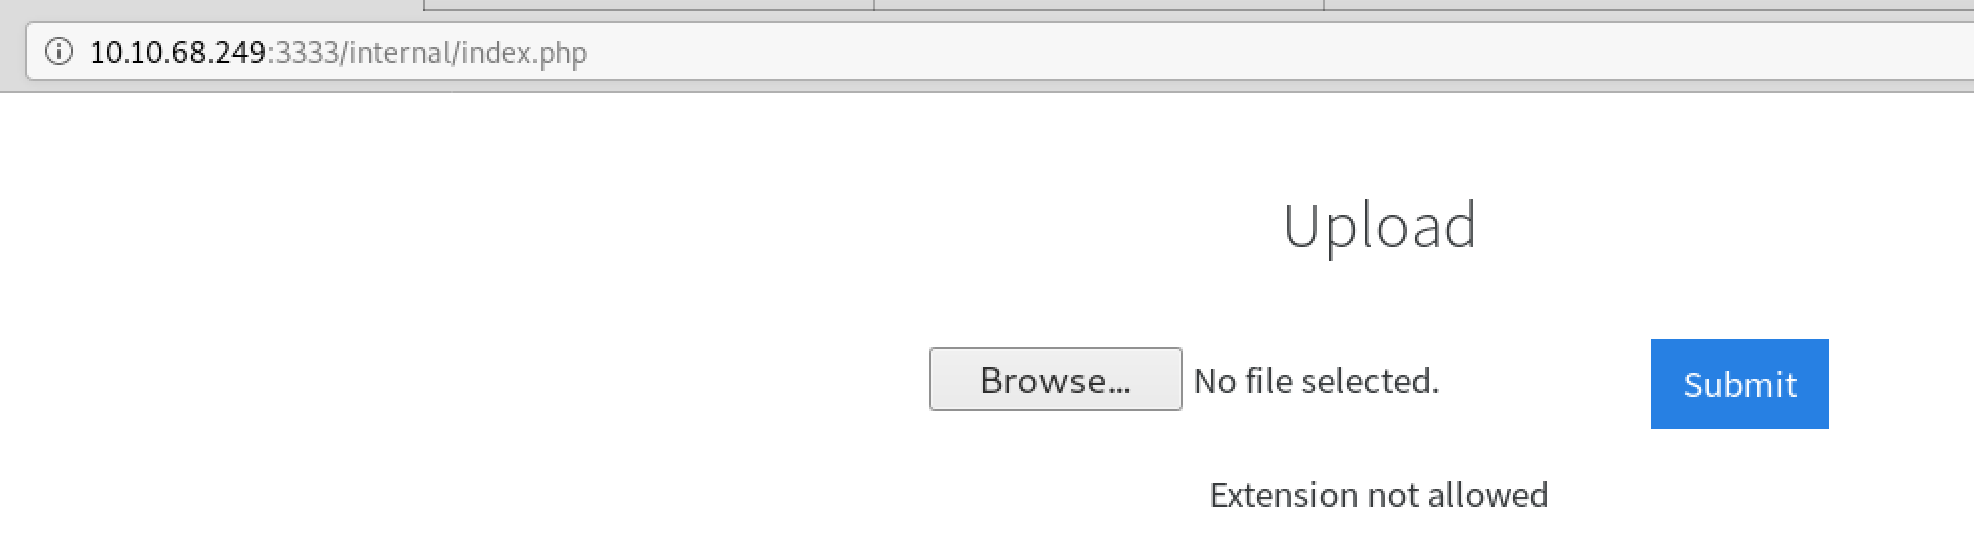 10.10.68.249:3333/internal/index.php
Upload
Browse... No file selected. Submit
Extension not allowed